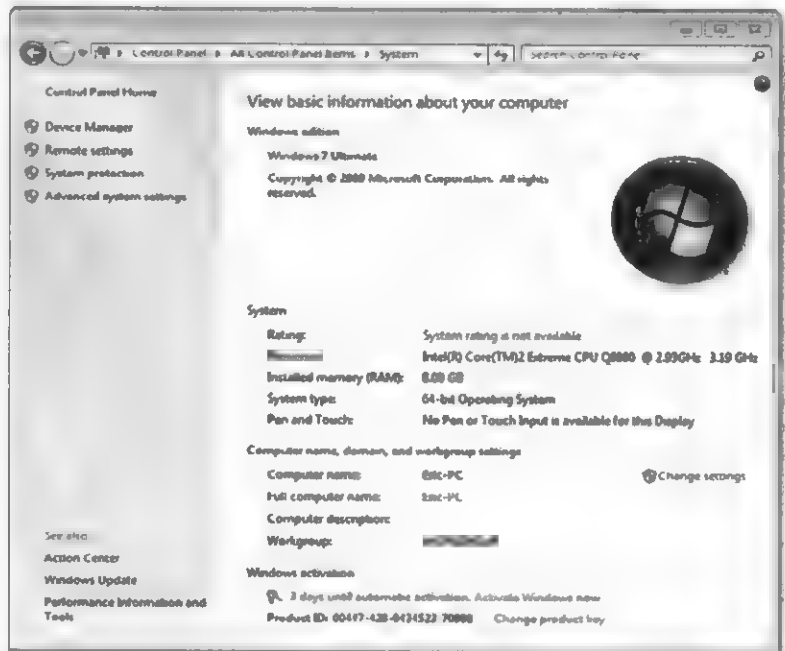 Control Panel ▸ All Control Panel Items ▸ System
Search Control Panel
Control Panel Home
Device Manager
Remote settings
System protection
Advanced system settings
See also
Action Center
Windows Update
Performance Information and
Tools
View basic information about your computer
Windows edition
Windows 7 Ultimate
Copyright © 2009 Microsoft Corporation. All rights
reserved.
System
Rating: System rating is not available
Intel(R) Core(TM)2 Extreme CPU @ 2.93GHz 3.19 GHz
Installed memory (RAM): 8.00 GB
System type: 64-bit Operating System
Pen and Touch: No Pen or Touch Input is available for this Display
Computer name, domain, and workgroup settings
Computer name: Eric-PC
Change settings
Full computer name: Eric-PC
Computer description:
Workgroup:
Windows activation
3 days until automatic activation. Activate Windows now
Product ID: Change product key